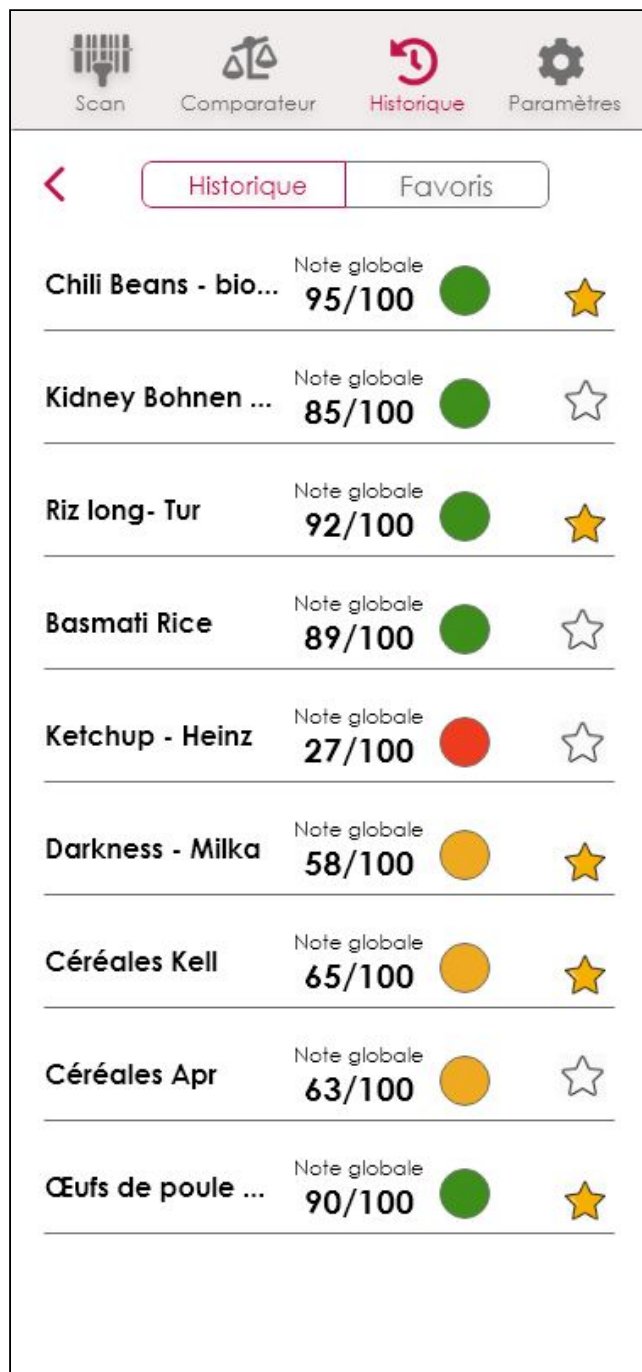 Scan Comparateur Historique Paramètres
Historique Favoris
Note globale
Chili Beans - bio... 95/100
Note globale
Kidney Bohnen ... 85/100
Note globale
Riz long- Tur 92/100
Note globale
Basmati Rice 89/100
Note globale
Ketchup - Heinz 27/100
Note globale
Darkness - Milka 58/100
Note globale
Céréales Kell 65/100
Note globale
Céréales Apr 63/100
Note globale
Œufs de poule ... 90/100